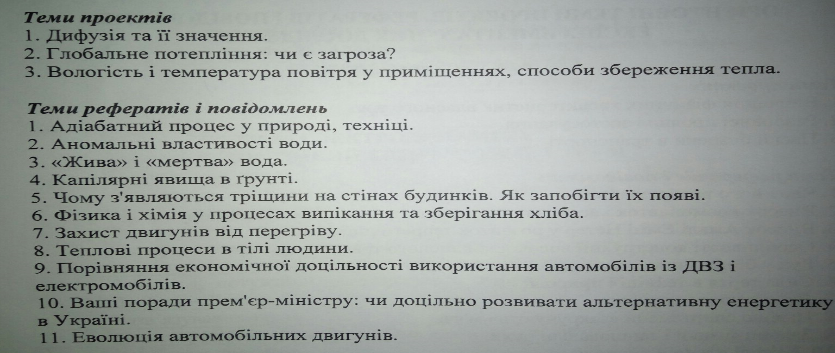 Теми проектів
1. Дифузія та її значення.
2. Глобальне потепління: чи є загроза?
3. Вологість і температура повітря у приміщеннях, способи збереження тепла.
Теми рефератів і повідомлень
1. Адіабатний процес у природі, техніці.
2. Аномальні властивості води.
3. «Жива» і «мертва» вода.
4. Капілярні явища в ґрунті.
5. Чому з'являються тріщини на стінах будинків. Як запобігти їх появі.
6. Фізика і хімія у процесах випікання та зберігання хліба.
7. Захист двигунів від перегріву.
8. Теплові процеси в тілі людини.
9. Порівняння економічної доцільності використання автомобілів із ДВЗ і
електромобілів.
10. Ваші поради прем'єр-міністру: чи доцільно розвивати альтернативну енергетику
в Україні.
11. Еволюція автомобільних двигунів.